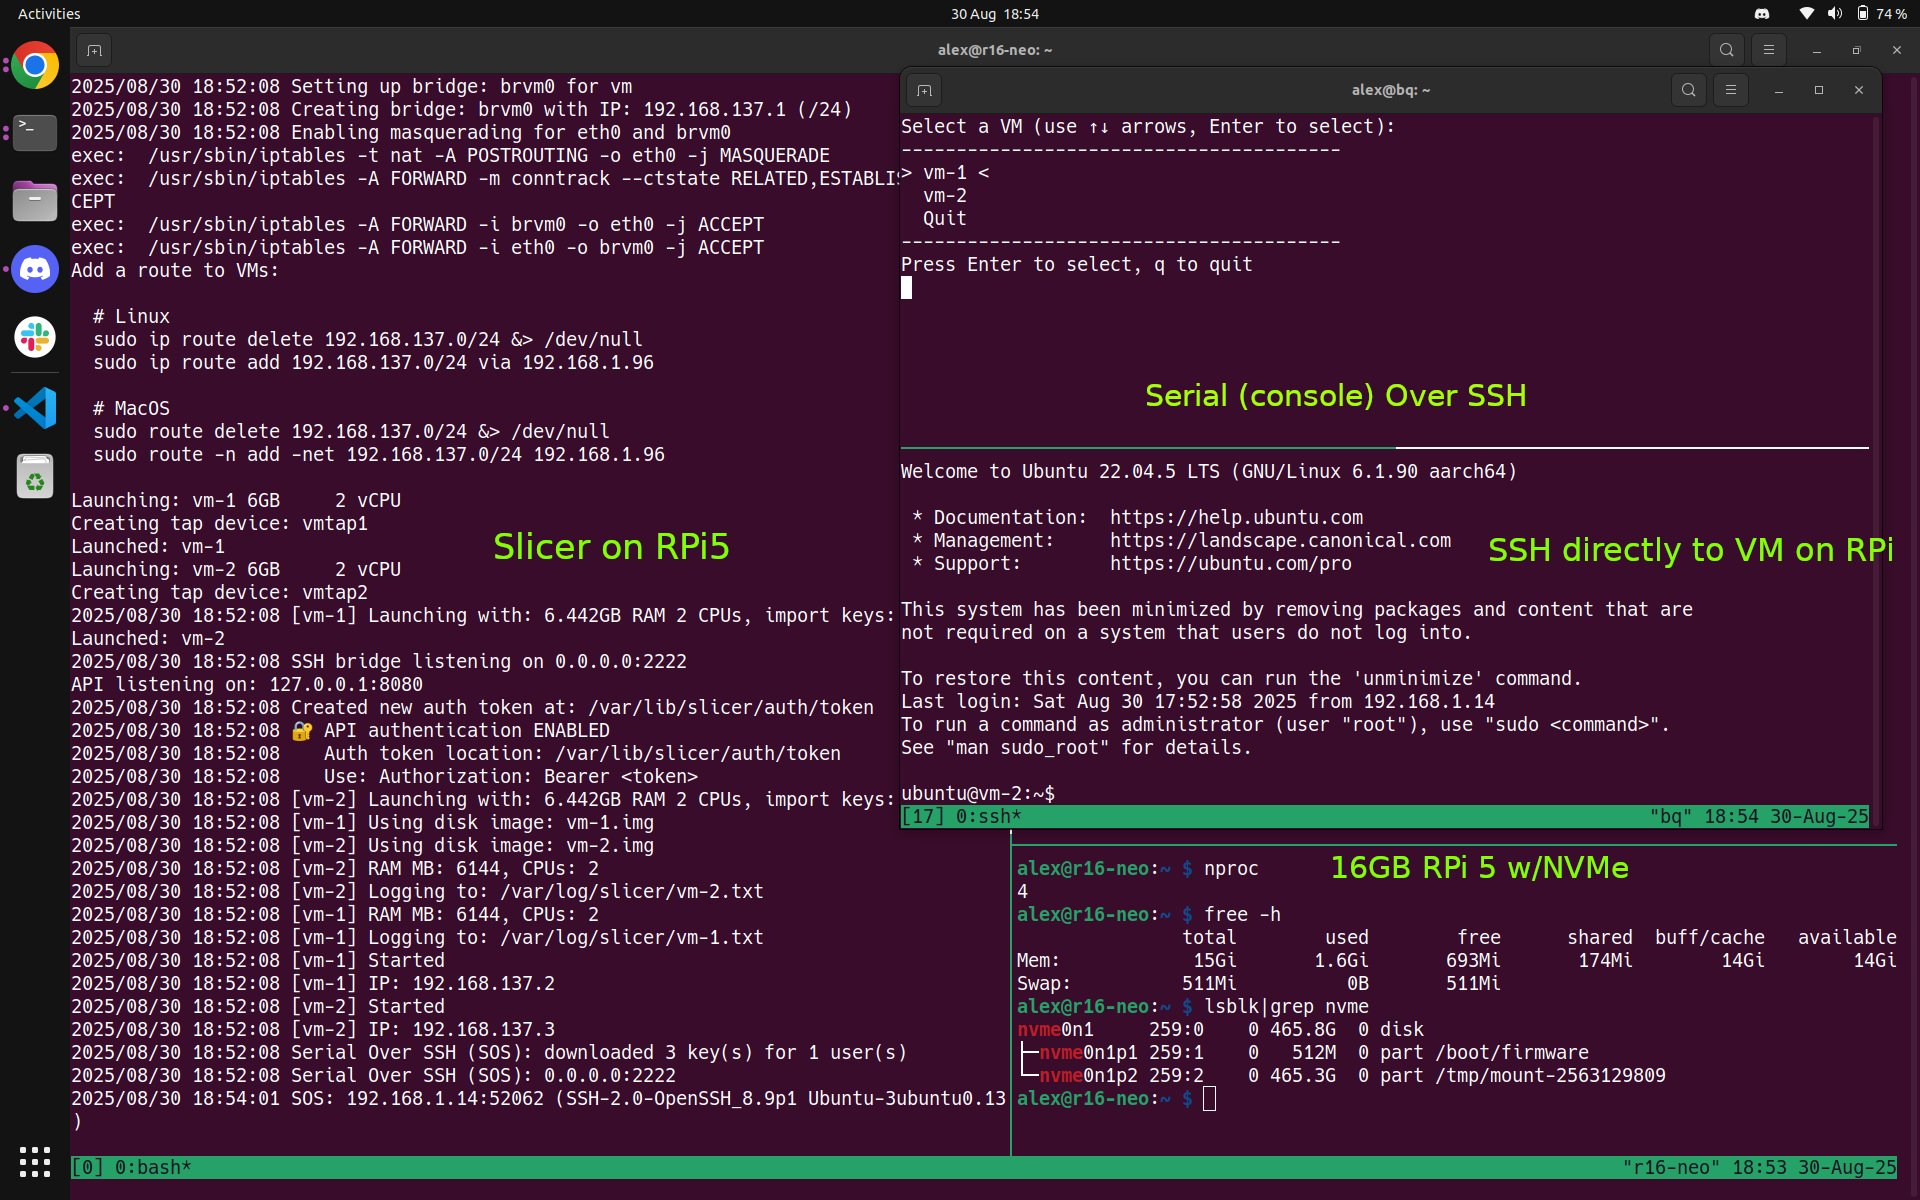 Activities
30 Aug 18:54
74 %
alex@r16-neo: ~
2025/08/30 18:52:08 Setting up bridge: brvm0 for vm
2025/08/30 18:52:08 Creating bridge: brvm0 with IP: 192.168.137.1 (/24)
2025/08/30 18:52:08 Enabling masquerading for eth0 and brvm0
exec:  /usr/sbin/iptables -t nat -A POSTROUTING -o eth0 -j MASQUERADE
exec:  /usr/sbin/iptables -A FORWARD -m conntrack --ctstate RELATED,ESTABLIS
CEPT
exec:  /usr/sbin/iptables -A FORWARD -i brvm0 -o eth0 -j ACCEPT
exec:  /usr/sbin/iptables -A FORWARD -i eth0 -o brvm0 -j ACCEPT
Add a route to VMs:
# Linux
sudo ip route delete 192.168.137.0/24 &> /dev/null
sudo ip route add 192.168.137.0/24 via 192.168.1.96
# MacOS
sudo route delete 192.168.137.0/24 &> /dev/null
sudo route -n add -net 192.168.137.0/24 192.168.1.96
Launching: vm-1 6GB     2 vCPU
Creating tap device: vmtap1
Launched: vm-1
Launching: vm-2 6GB     2 vCPU
Creating tap device: vmtap2
2025/08/30 18:52:08 [vm-1] Launching with: 6.442GB RAM 2 CPUs, import keys:
Launched: vm-2
2025/08/30 18:52:08 SSH bridge listening on 0.0.0.0:2222
API listening on: 127.0.0.1:8080
2025/08/30 18:52:08 Created new auth token at: /var/lib/slicer/auth/token
2025/08/30 18:52:08 🔐 API authentication ENABLED
2025/08/30 18:52:08    Auth token location: /var/lib/slicer/auth/token
2025/08/30 18:52:08    Use: Authorization: Bearer <token>
2025/08/30 18:52:08 [vm-2] Launching with: 6.442GB RAM 2 CPUs, import keys:
2025/08/30 18:52:08 [vm-1] Using disk image: vm-1.img
2025/08/30 18:52:08 [vm-2] Using disk image: vm-2.img
2025/08/30 18:52:08 [vm-2] RAM MB: 6144, CPUs: 2
2025/08/30 18:52:08 [vm-2] Logging to: /var/log/slicer/vm-2.txt
2025/08/30 18:52:08 [vm-1] RAM MB: 6144, CPUs: 2
2025/08/30 18:52:08 [vm-1] Logging to: /var/log/slicer/vm-1.txt
2025/08/30 18:52:08 [vm-1] Started
2025/08/30 18:52:08 [vm-1] IP: 192.168.137.2
2025/08/30 18:52:08 [vm-2] Started
2025/08/30 18:52:08 [vm-2] IP: 192.168.137.3
2025/08/30 18:52:08 Serial Over SSH (SOS): downloaded 3 key(s) for 1 user(s)
2025/08/30 18:52:08 Serial Over SSH (SOS): 0.0.0.0:2222
2025/08/30 18:54:01 SOS: 192.168.1.14:52062 (SSH-2.0-OpenSSH_8.9p1 Ubuntu-3ubuntu0.13
)
Slicer on RPi5
alex@bq: ~
Select a VM (use ↑↓ arrows, Enter to select):
----------------------------------------
> vm-1 <
vm-2
Quit
----------------------------------------
Press Enter to select, q to quit
Serial (console) Over SSH
Welcome to Ubuntu 22.04.5 LTS (GNU/Linux 6.1.90 aarch64)
* Documentation:  https://help.ubuntu.com
* Management:     https://landscape.canonical.com
* Support:        https://ubuntu.com/pro
SSH directly to VM on RPi
This system has been minimized by removing packages and content that are
not required on a system that users do not log into.
To restore this content, you can run the 'unminimize' command.
Last login: Sat Aug 30 17:52:58 2025 from 192.168.1.14
To run a command as administrator (user "root"), use "sudo <command>".
See "man sudo_root" for details.
ubuntu@vm-2:~$
[17] 0:ssh*    "bq" 18:54 30-Aug-25
alex@r16-neo:~ $ nproc
16GB RPi 5 w/NVMe
4
alex@r16-neo:~ $ free -h
total        used        free      shared  buff/cache   available
Mem:            15Gi       1.6Gi       693Mi       174Mi        14Gi        14Gi
Swap:          511Mi          0B       511Mi
alex@r16-neo:~ $ lsblk|grep nvme
nvme0n1     259:0    0 465.8G  0 disk
├─nvme0n1p1 259:1    0   512M  0 part /boot/firmware
└─nvme0n1p2 259:2    0 465.3G  0 part /tmp/mount-2563129809
alex@r16-neo:~ $
[0] 0:bash*    "r16-neo" 18:53 30-Aug-25